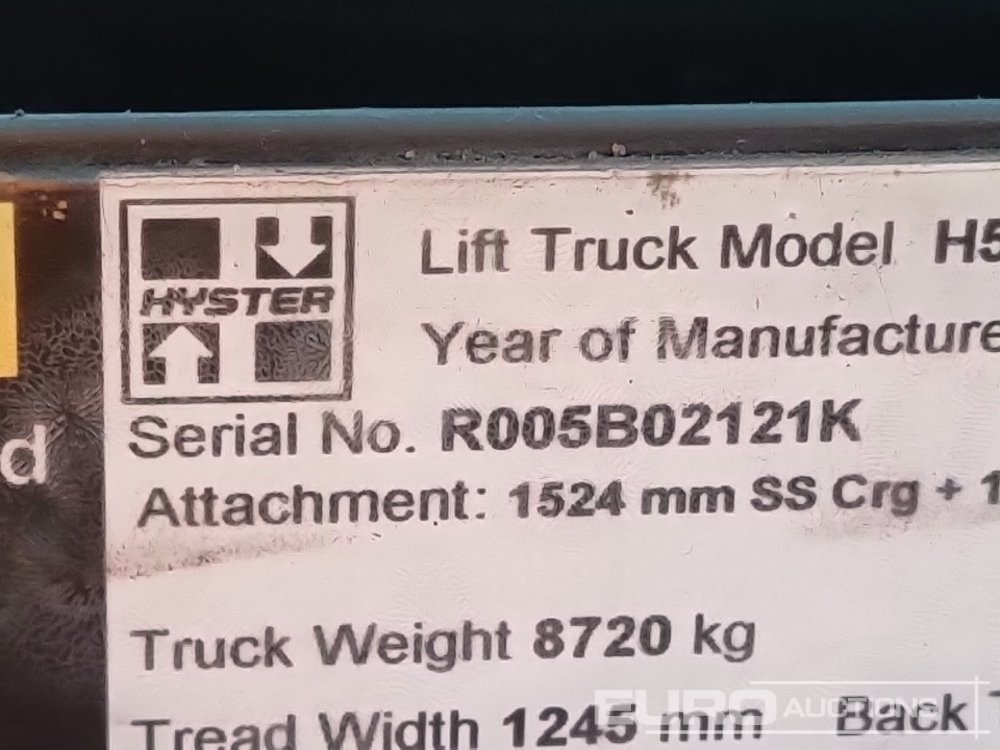 Lift Truck Model H5
HYSTER
Year of Manufacture
Serial No. R005B02121K
Attachment: 1524 mm SS Crg + 1
d
Truck Weight 8720 kg
Tread Width 1245 mm Back T
EURO AUCTIONS